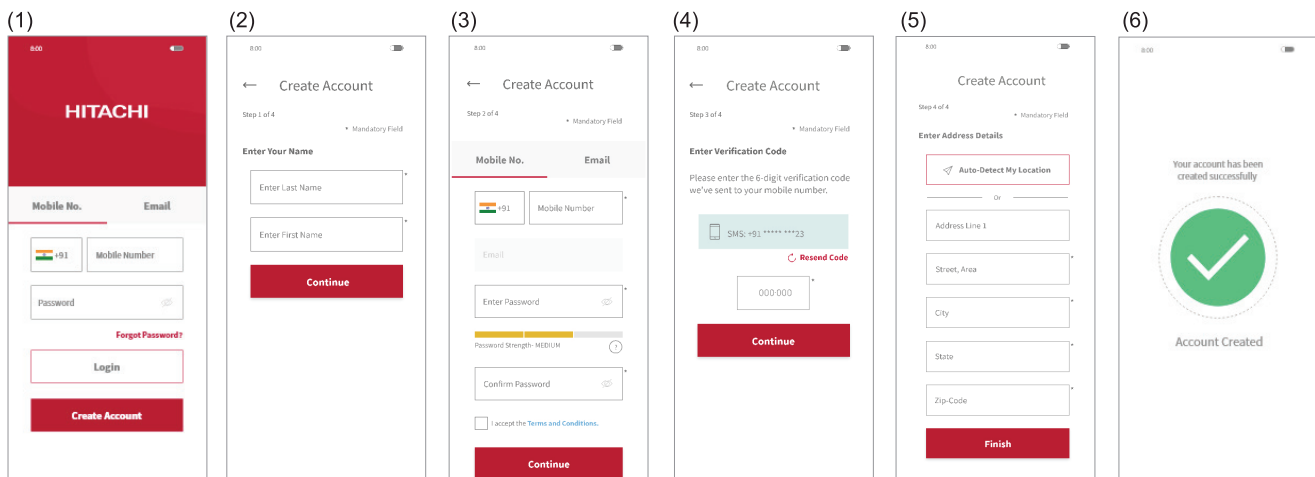 (1)
8:00
HITACHI
Mobile No. Email
+91 Mobile Number
Password
Forgot Password?
Login
Create Account
(2)
8:00
← Create Account
Step 1 of 4
* Mandatory Field
Enter Your Name
Enter Last Name *
Enter First Name *
Continue
(3)
8:00
← Create Account
Step 2 of 4
* Mandatory Field
Mobile No. Email
+91 Mobile Number *
Email
Enter Password *
Password Strength- MEDIUM ?
Confirm Password *
I accept the Terms and Conditions.
Continue
(4)
8:00
← Create Account
Step 3 of 4
* Mandatory Field
Enter Verification Code
Please enter the 6-digit verification code
we've sent to your mobile number.
SMS: +91 ***** ***23
Resend Code
000-000 *
Continue
(5)
8:00
Create Account
Step 4 of 4
* Mandatory Field
Enter Address Details
Auto-Detect My Location
Or
Address Line 1
Street, Area *
City *
State *
Zip-Code *
Finish
(6)
8:00
Your account has been
created successfully
Account Created